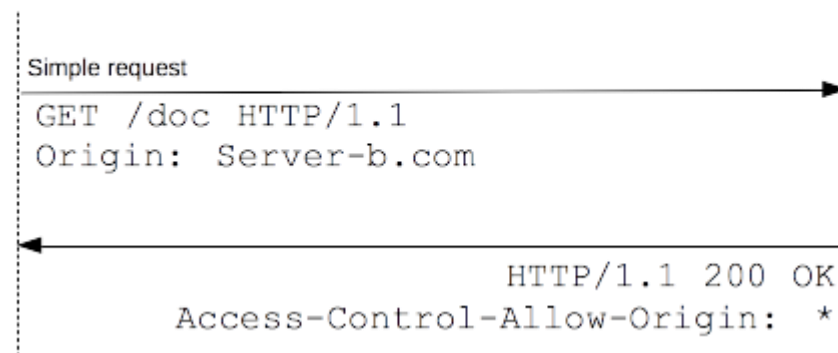 Simple request
GET /doc HTTP/1.1
Origin: Server-b.com
HTTP/1.1 200 OK
Access-Control-Allow-Origin: *